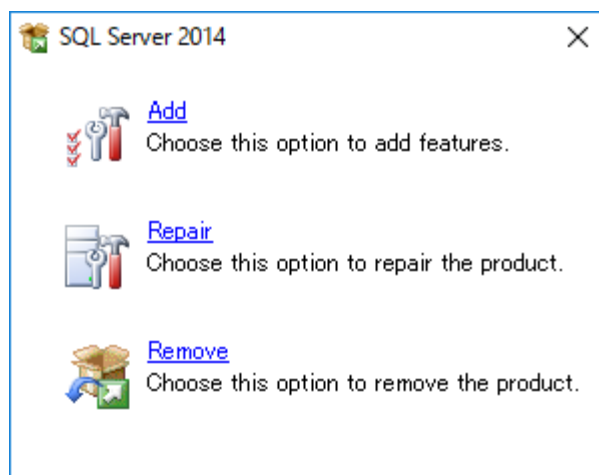 SQL Server 2014
Add
Choose this option to add features.
Repair
Choose this option to repair the product.
Remove
Choose this option to remove the product.